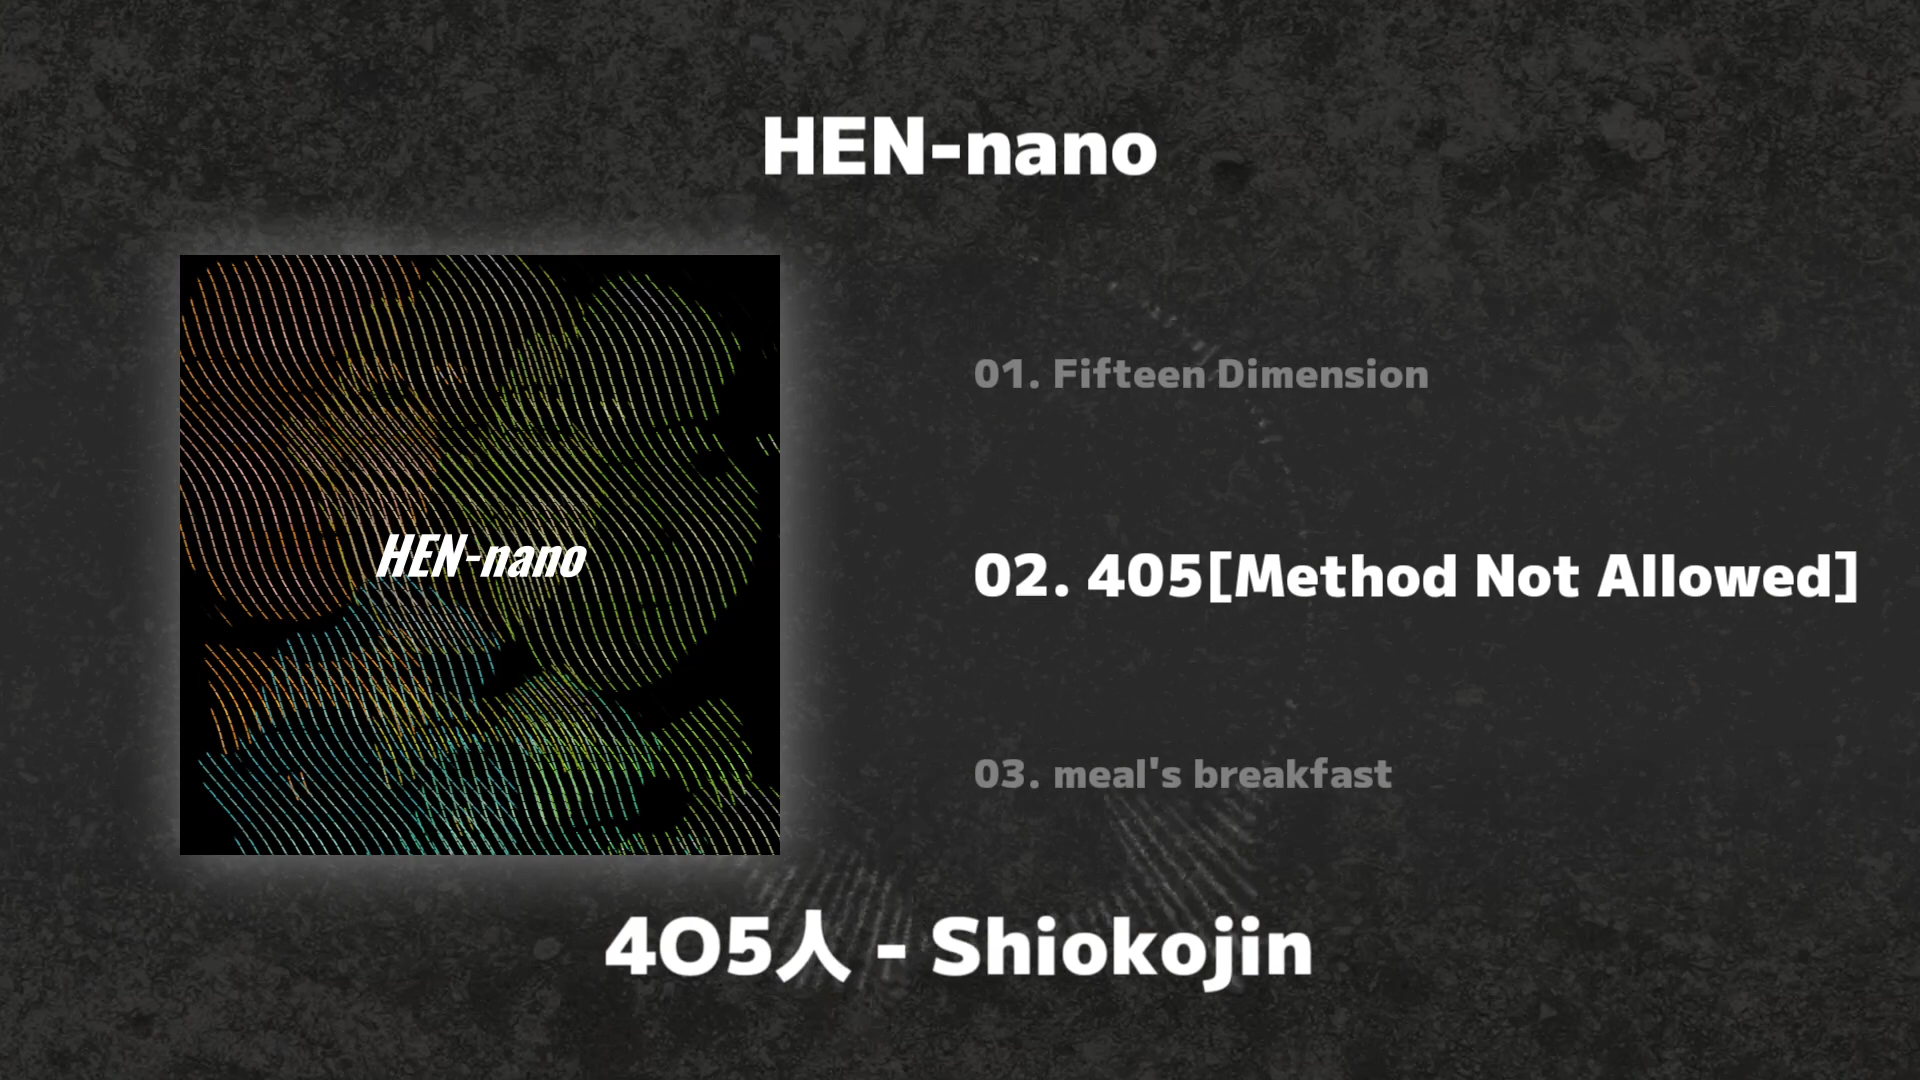 HEN-nano
HEN-nano
01. Fifteen Dimension
02. 405[Method Not Allowed]
03. meal's breakfast
4O5人 - Shiokojin